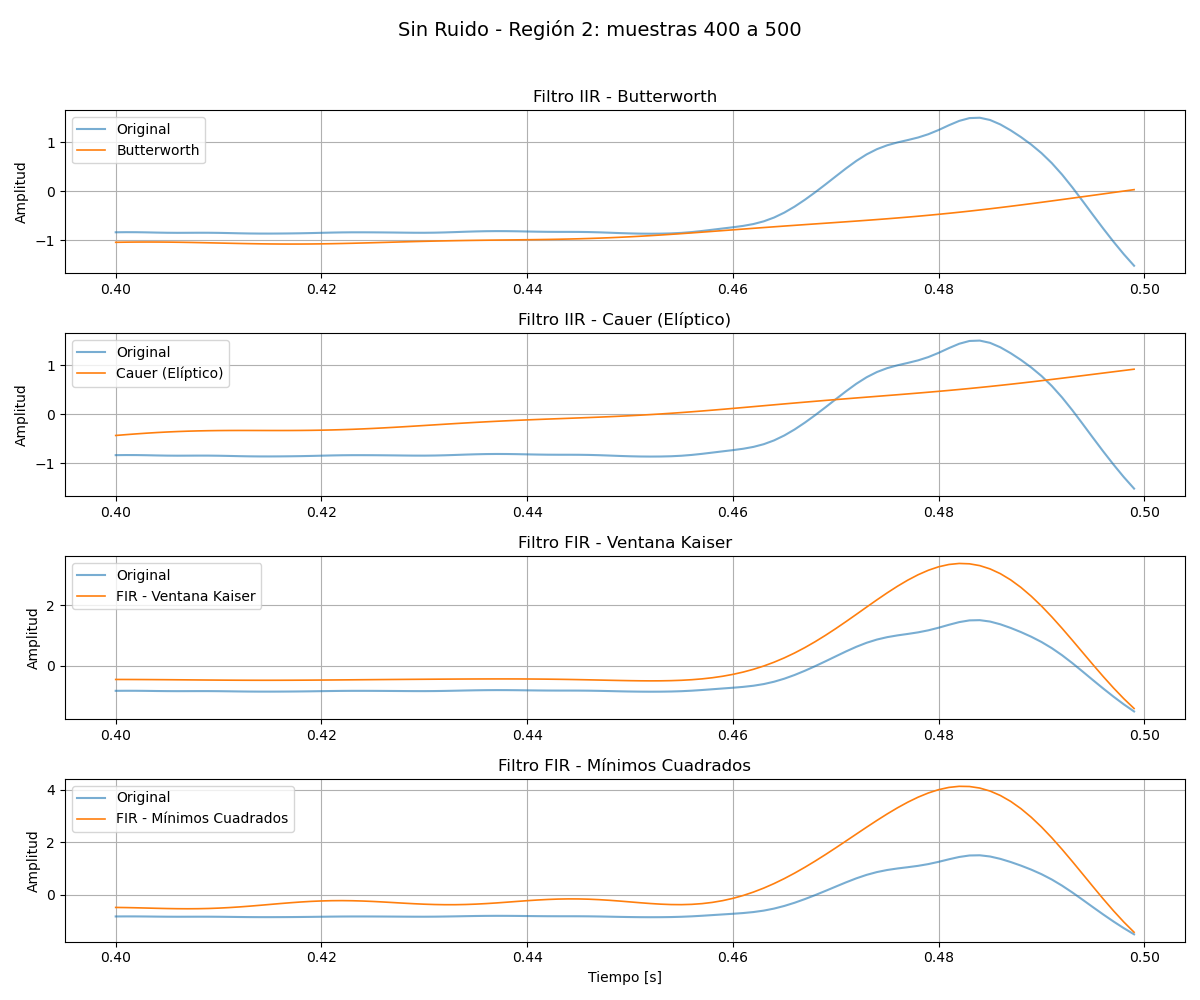 Sin Ruido - Región 2: muestras 400 a 500
Filtro IIR - Butterworth
Original
Butterworth
Amplitud
1
0
−1
0.40 0.42 0.44 0.46 0.48 0.50
Filtro IIR - Cauer (Elíptico)
Original
Cauer (Elíptico)
Amplitud
1
0
−1
0.40 0.42 0.44 0.46 0.48 0.50
Filtro FIR - Ventana Kaiser
Original
FIR - Ventana Kaiser
Amplitud
2
0
0.40 0.42 0.44 0.46 0.48 0.50
Filtro FIR - Mínimos Cuadrados
Original
FIR - Mínimos Cuadrados
Amplitud
4
2
0
0.40 0.42 0.44 0.46 0.48 0.50
Tiempo [s]